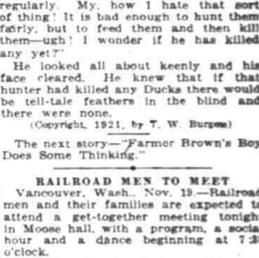 regularly. My, how I hate that sort
of thing! It is bad enough to hunt them
fairly, but to feed them and then kill
them—ugh! I wonder if he has killed
any yet?"
He looked all about keenly and his
face cleared. He knew that if that
hunter had killed any Ducks there would
be tell-tale feathers in the blind and
there were none.
(Copyright, 1921, by T. W. Burgess)
The next story—"Farmor Brown's Boy
Does Some Thinking."
RAILROAD MEN TO MEET
Vancouver, Wash., Nov. 19.—Railroad
men and their families are expected to
attend a get-together meeting tonight
in Moose hall, with a program, a social
hour and a dance beginning at
o'clock.